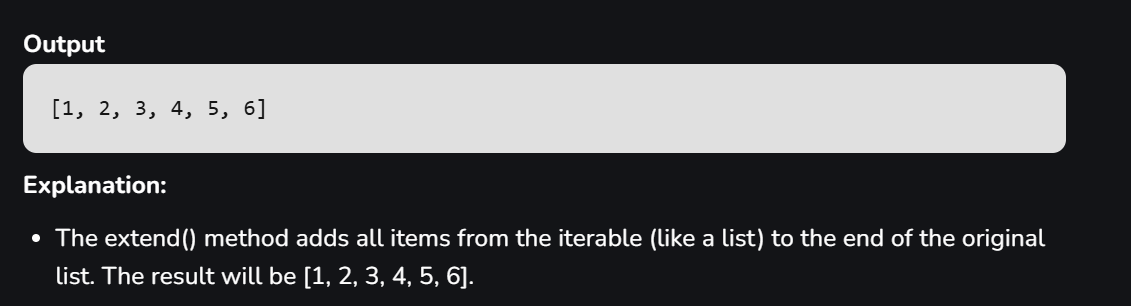 Output
[1, 2, 3, 4, 5, 6]
Explanation:
• The extend() method adds all items from the iterable (like a list) to the end of the original
list. The result will be [1, 2, 3, 4, 5, 6].